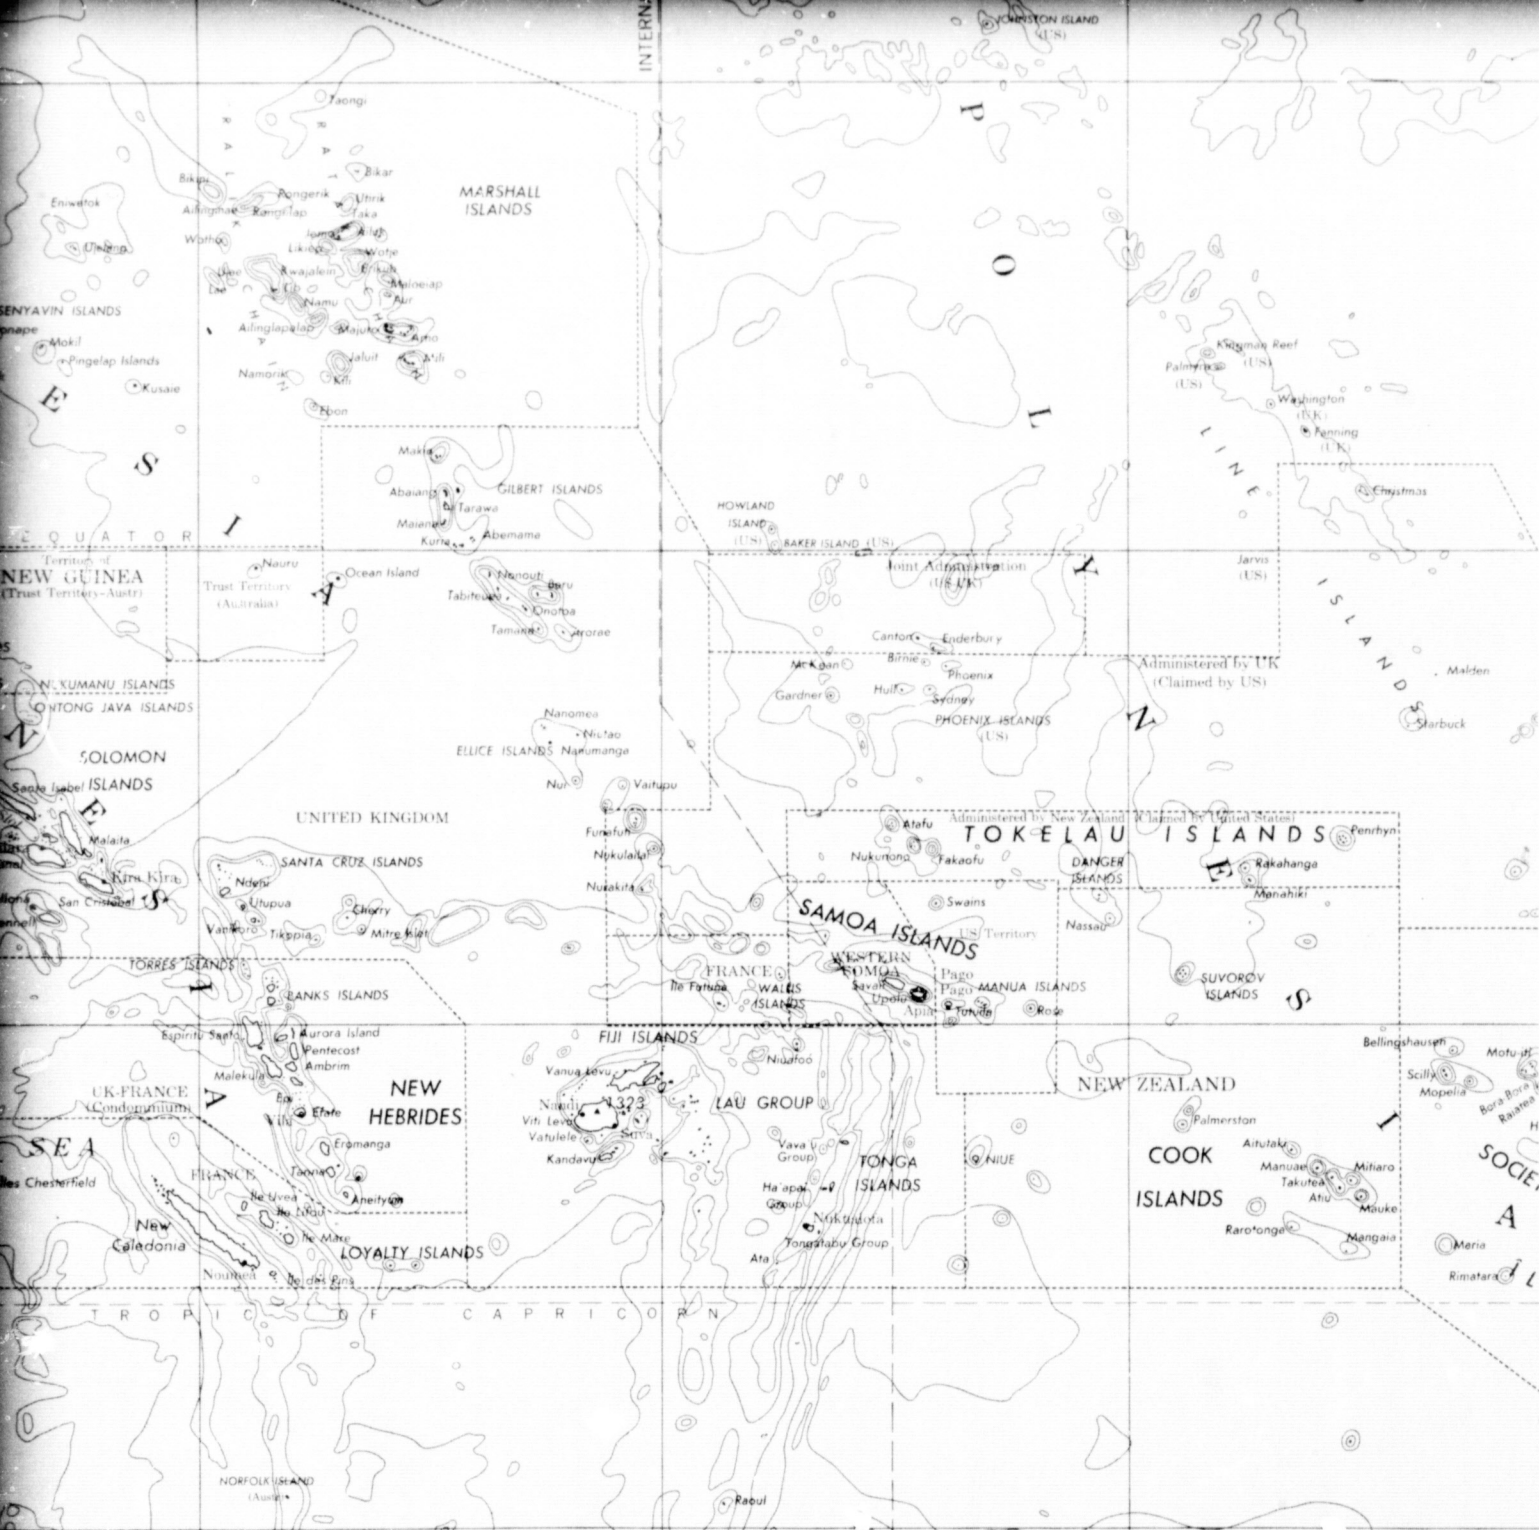 JOHNSTON ISLAND
(US)
Taongi
Bikar
MARSHALL
ISLANDS
Rongerik
Utirik
Eniwetok
Taka
Rongelap
Wotho
Wotje
Ujelang
Kwajalein
Erikub
Lae
Lib
Aur
Namu
SENYAVIN ISLANDS
Ailinglapalap
Majuro
Arno
Mokil
Kingman Reef
(US)
Pingelap Islands
Jaluit
Mili
Palmyra
(US)
Namorik
Kili
Kusaie
Washington
(UK)
Ebon
Fanning
(UK)
P O L Y N E S I A
LINE ISLANDS
Makin
Abaiang
GILBERT ISLANDS
Christmas
Tarawa
HOWLAND
ISLAND
(US)
Maiana
Abemama
EQUATOR
BAKER ISLAND (US)
Territory of
NEW GUINEA
(Trust Territory-Austr)
Nauru
Trust Territory
(Australia)
Ocean Island
Nonouti
Beru
Joint Administration
(US-UK)
Jarvis
(US)
Tabiteuea
Onotoa
Tamana
Arorae
Canton
Enderbury
McKean
Birnie
Phoenix
Administered by UK
(Claimed by US)
Malden
NUKUMANU ISLANDS
Gardner
Hull
Sydney
ONTONG JAVA ISLANDS
PHOENIX ISLANDS
(US)
Starbuck
Nanomea
Niutao
ELLICE ISLANDS
Nanumanga
SOLOMON
ISLANDS
Santa Isabel
Nui
Vaitupu
UNITED KINGDOM
Funafuti
Administered by New Zealand (Claimed by United States)
Atafu
TOKELAU ISLANDS
Penrhyn
Malaita
Nukulailai
Nukunono
Fakaofu
DANGER
ISLANDS
Rakahanga
Manahiki
SANTA CRUZ ISLANDS
Kira Kira
Ndeni
Nurakita
San Cristobal
Utupua
Cherry
Swains
SAMOA ISLANDS
Vanikoro
Tikopia
Mitre Islet
US Territory
Nassau
TORRES ISLANDS
FRANCE
WESTERN
SOMOA
Pago
Pago
SUVOROV
ISLANDS
BANKS ISLANDS
Ile Futuna
WALLIS
ISLANDS
Savaii
Upolu
Apia
MANUA ISLANDS
Tutuila
Rose
Espiritu Santo
Aurora Island
FIJI ISLANDS
Bellingshausen
Pentecost
Niuafoo
Ambrim
Malekula
Vanua Levu
Scilly
Mopelia
Bora-Bora
Raiatea
UK-FRANCE
(Condominium)
NEW
HEBRIDES
NEW ZEALAND
Epi
Efate
Vila
Nandi
1323
LAU GROUP
Viti Levu
Suva
Vatulele
Kandavu
Palmerston
SEA
Eromanga
Vava'u
Group
TONGA
ISLANDS
NIUE
COOK
ISLANDS
Aitutaki
Manuae
Mitiaro
Takutea
Atiu
Mauke
FRANCE
Tanna
Aneityum
Ile Uvea
Ile Lifou
Ile Mare
Ha'apai
Group
Nukualofa
Tongatabu Group
Rarotonga
Mangaia
New
Caledonia
LOYALTY ISLANDS
Ata
Maria
Rimatara
Noumea
Ile des Pins
TROPIC OF CAPRICORN
NORFOLK ISLAND
(Austr)
Raoul